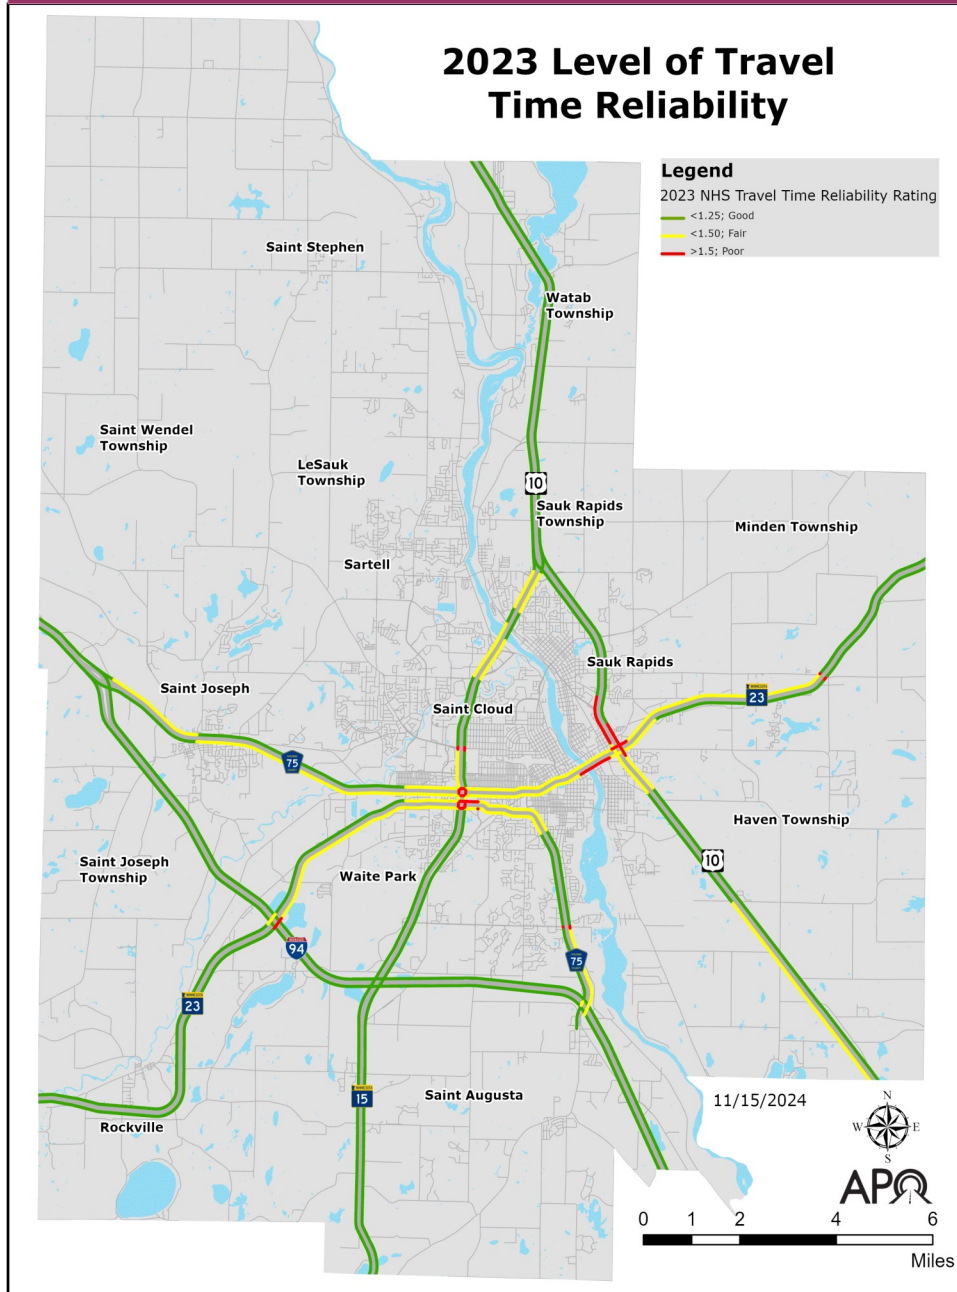 2023 Level of Travel
Time Reliability
Legend
2023 NHS Travel Time Reliability Rating
<1.25; Good
<1.50; Fair
>1.5; Poor
Saint Stephen
Watab
Township
Saint Wendel
Township
LeSauk
Township
10
Sauk Rapids
Township
Minden Township
Sartell
Sauk Rapids
Saint Joseph
23
Saint Cloud
75
Haven Township
Saint Joseph
Township
10
Waite Park
94
75
23
15
Saint Augusta
11/15/2024
Rockville
N
W E
S
APO
0 1 2 4 6
Miles